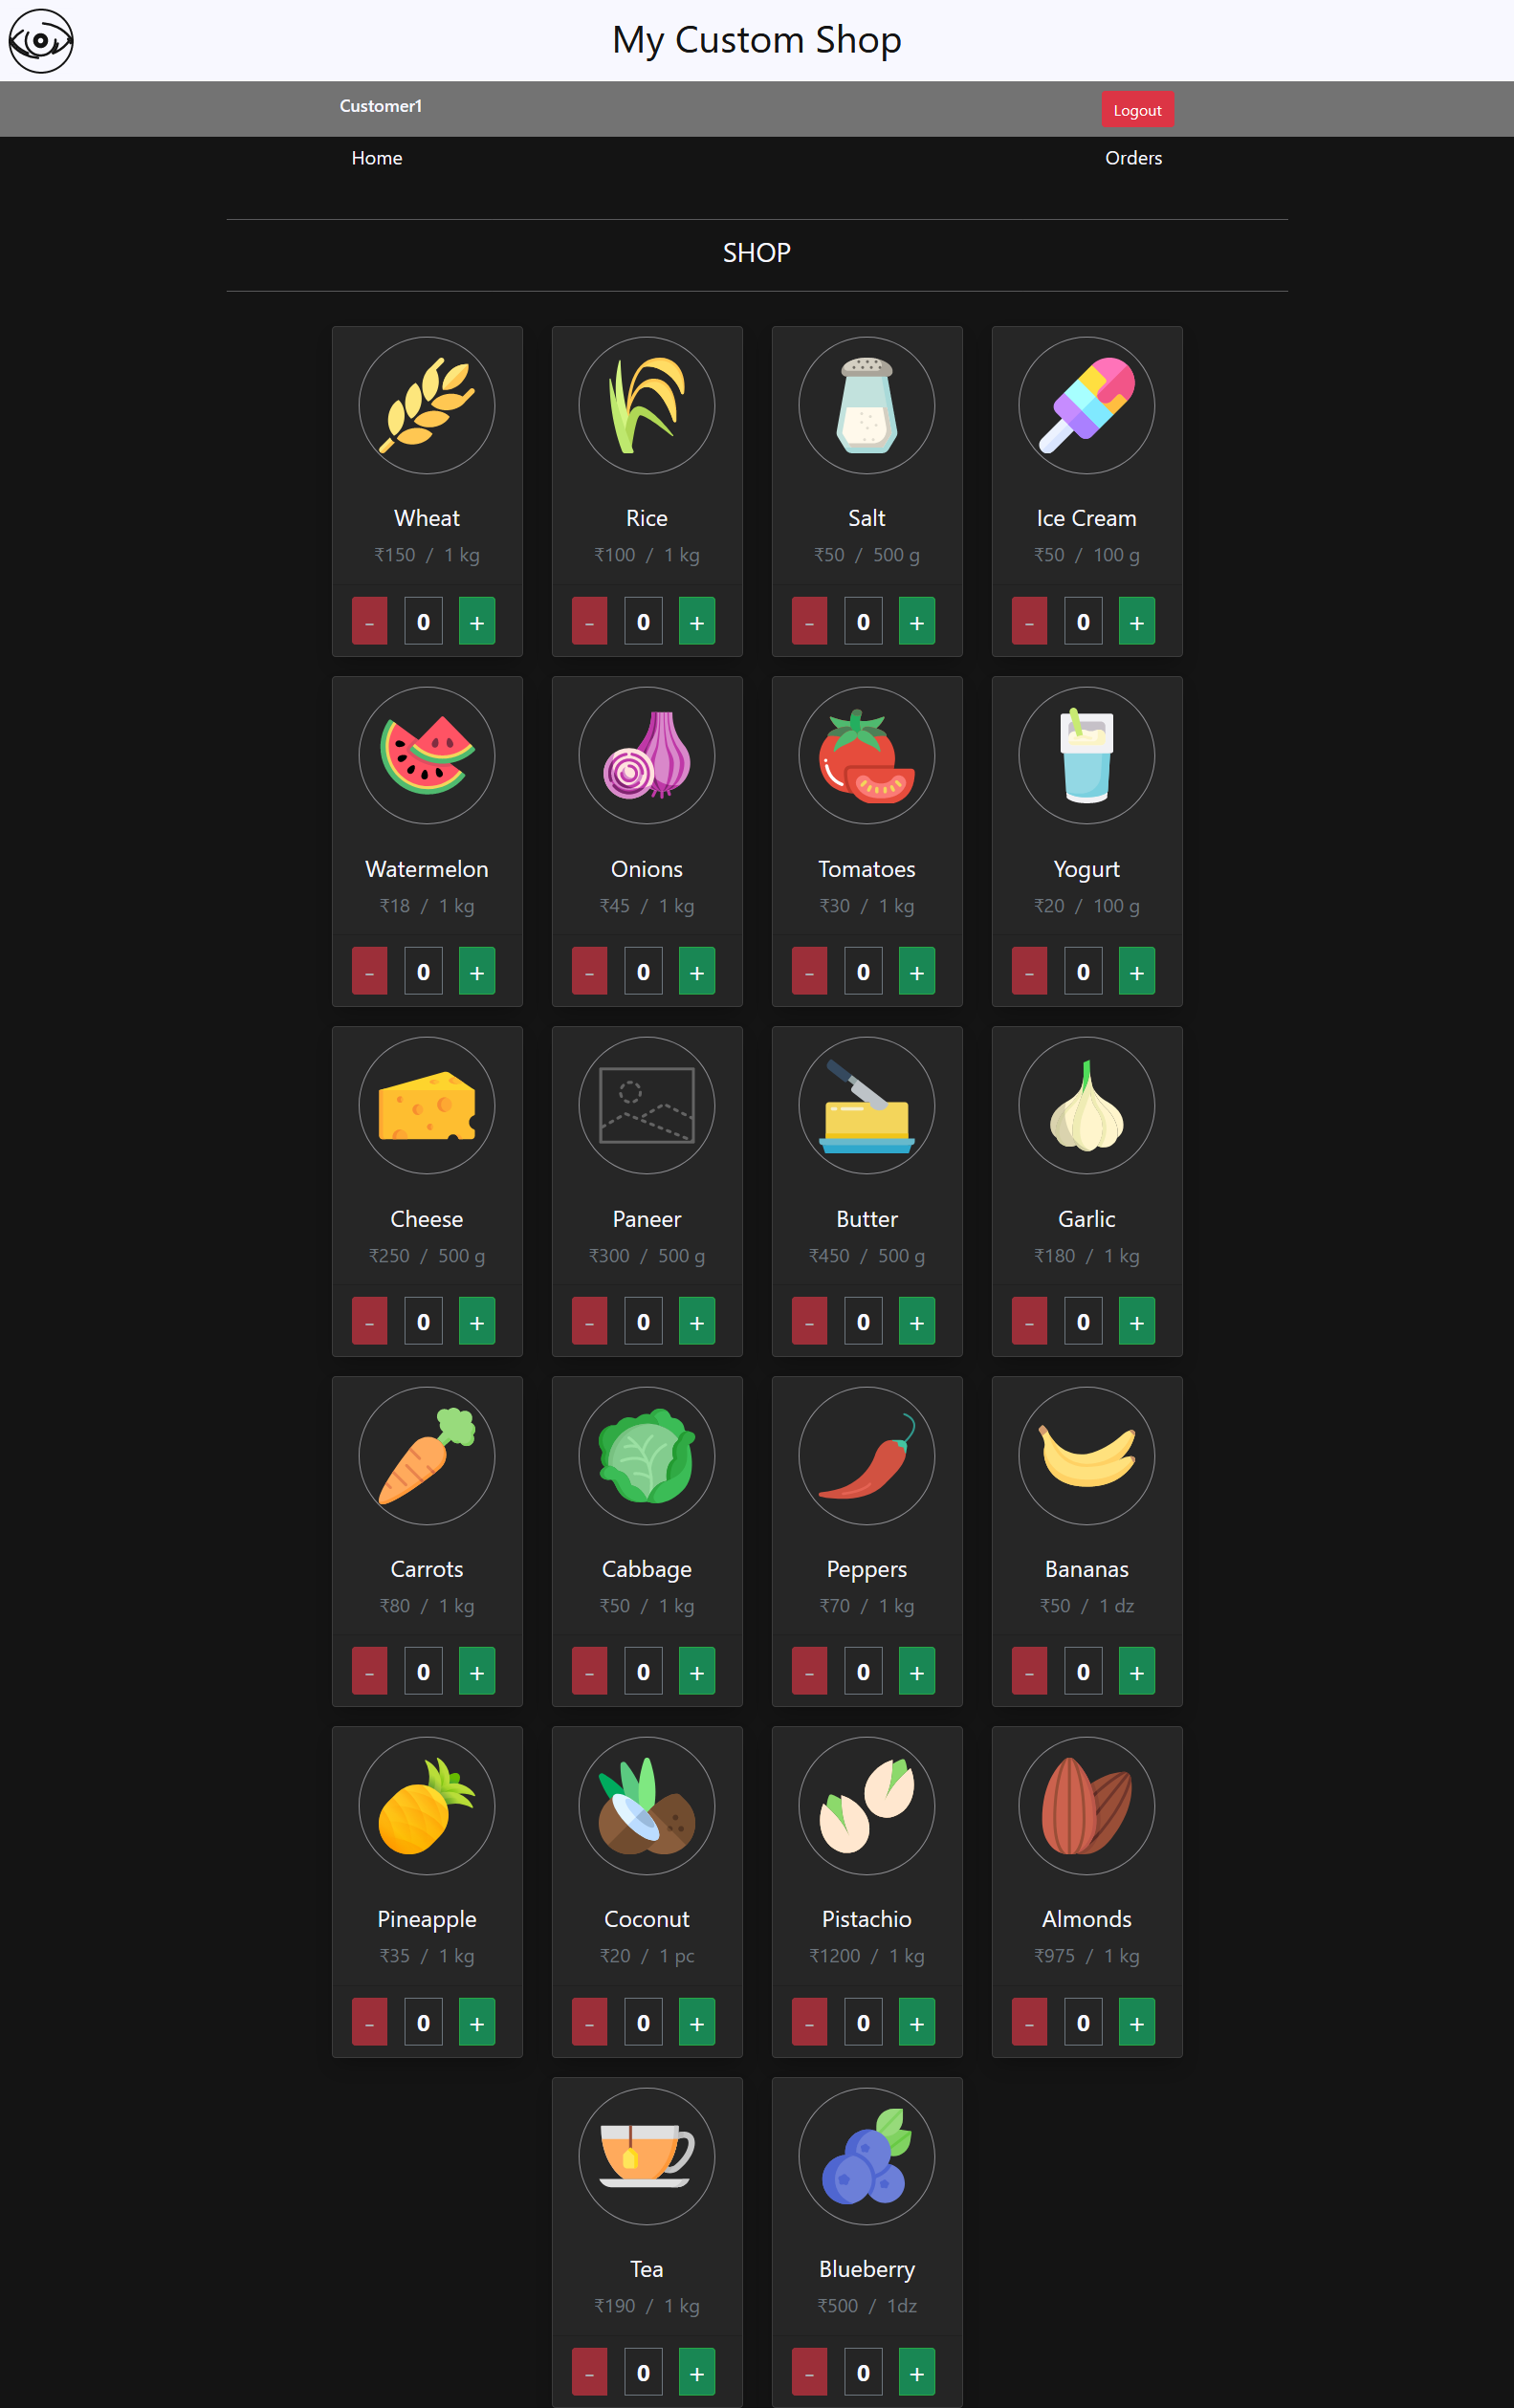 My Custom Shop
Customer1 Logout
Home Orders
SHOP
Wheat Rice Salt Ice Cream
₹150 / 1 kg ₹100 / 1 kg ₹50 / 500 g ₹50 / 100 g
- 0 + - 0 + - 0 + - 0 +
Watermelon Onions Tomatoes Yogurt
₹18 / 1 kg ₹45 / 1 kg ₹30 / 1 kg ₹20 / 100 g
- 0 + - 0 + - 0 + - 0 +
Cheese Paneer Butter Garlic
₹250 / 500 g ₹300 / 500 g ₹450 / 500 g ₹180 / 1 kg
- 0 + - 0 + - 0 + - 0 +
Carrots Cabbage Peppers Bananas
₹80 / 1 kg ₹50 / 1 kg ₹70 / 1 kg ₹50 / 1 dz
- 0 + - 0 + - 0 + - 0 +
Pineapple Coconut Pistachio Almonds
₹35 / 1 kg ₹20 / 1 pc ₹1200 / 1 kg ₹975 / 1 kg
- 0 + - 0 + - 0 + - 0 +
Tea Blueberry
₹190 / 1 kg ₹500 / 1dz
- 0 + - 0 +